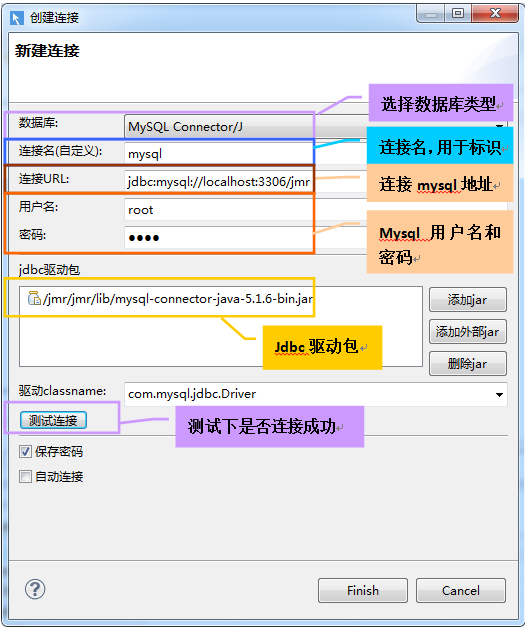 创建连接
新建连接
数据库:
MySQL Connector/J
选择数据库类型
连接名(自定义):
mysql
连接名，用于标识
连接URL:
jdbc:mysql://localhost:3306/jmr
连接 mysql 地址
用户名:
root
Mysql 用户名和
密码
密码:
●●●●
jdbc驱动包
/jmr/jmr/lib/mysql-connector-java-5.1.6-bin.jar
添加jar
添加外部jar
删除jar
Jdbc 驱动包
驱动classname:
com.mysql.jdbc.Driver
测试连接
测试下是否连接成功
保存密码
自动连接
?
Finish
Cancel